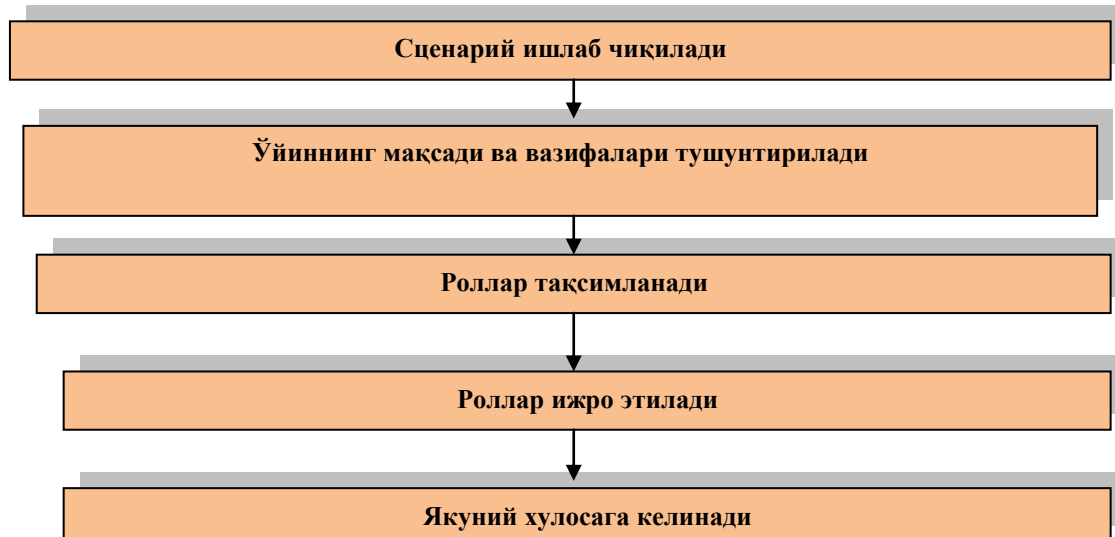 Сценарий ишлаб чиқилади
Ўйиннинг мақсади ва вазифалари тушунтирилади
Роллар тақсимланади
Роллар ижро этилади
Якуний хулосага келинади